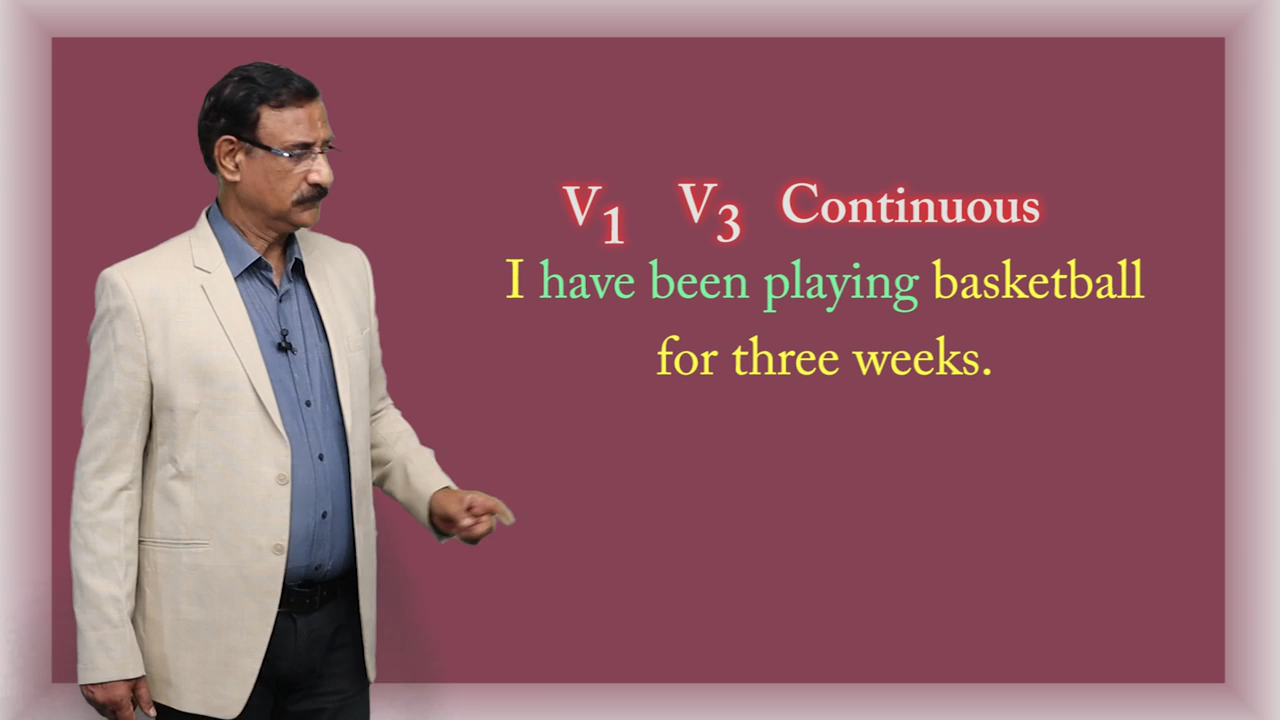 V1 V3 Continuous
I have been playing basketball
for three weeks.